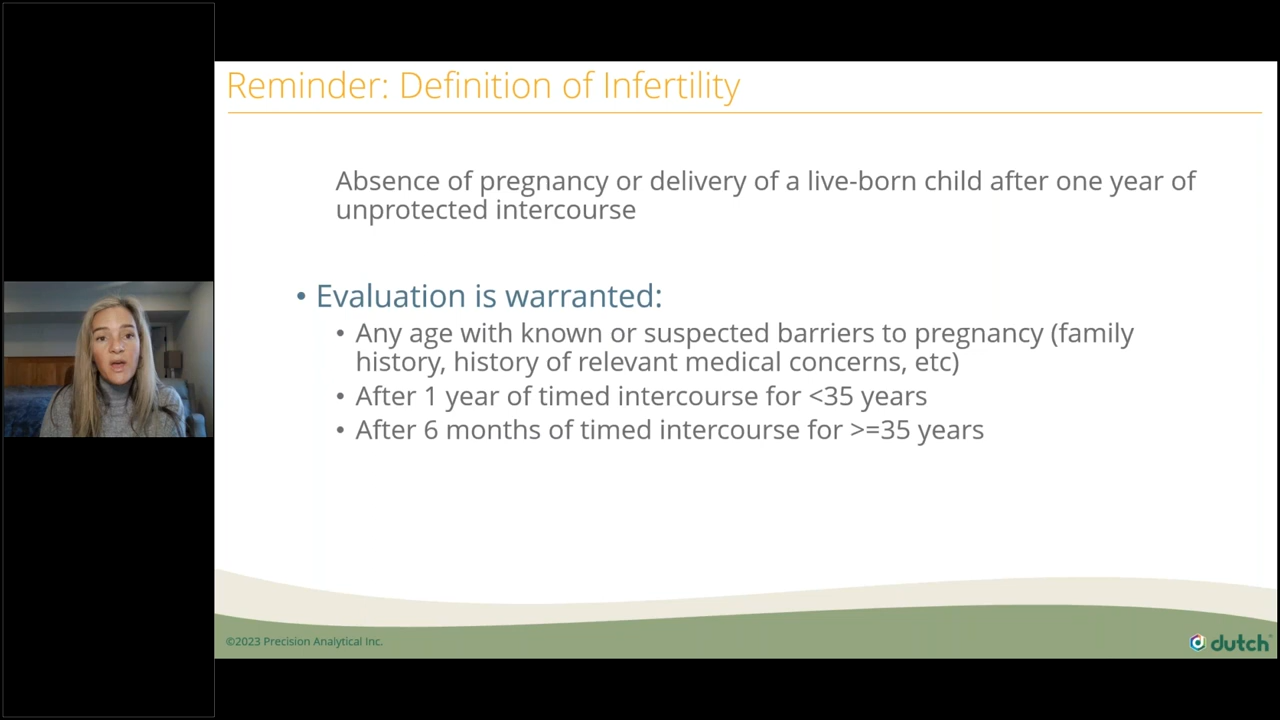 Reminder: Definition of Infertility
Absence of pregnancy or delivery of a live-born child after one year of
unprotected intercourse
• Evaluation is warranted:
• Any age with known or suspected barriers to pregnancy (family
history, history of relevant medical concerns, etc)
• After 1 year of timed intercourse for <35 years
• After 6 months of timed intercourse for >=35 years
©2023 Precision Analytical Inc.
dutch